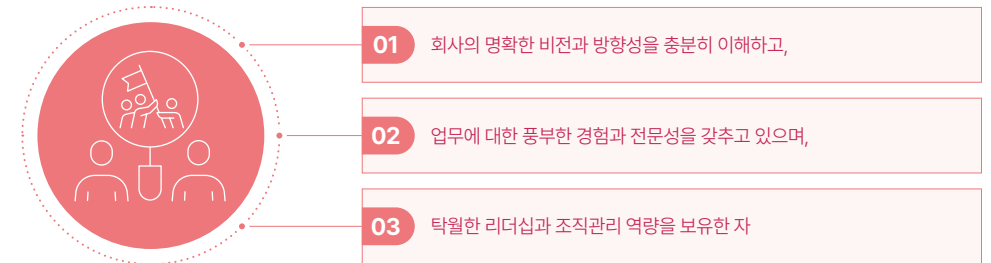 01 회사의 명확한 비전과 방향성을 충분히 이해하고,
02 업무에 대한 풍부한 경험과 전문성을 갖추고 있으며,
03 탁월한 리더십과 조직관리 역량을 보유한 자